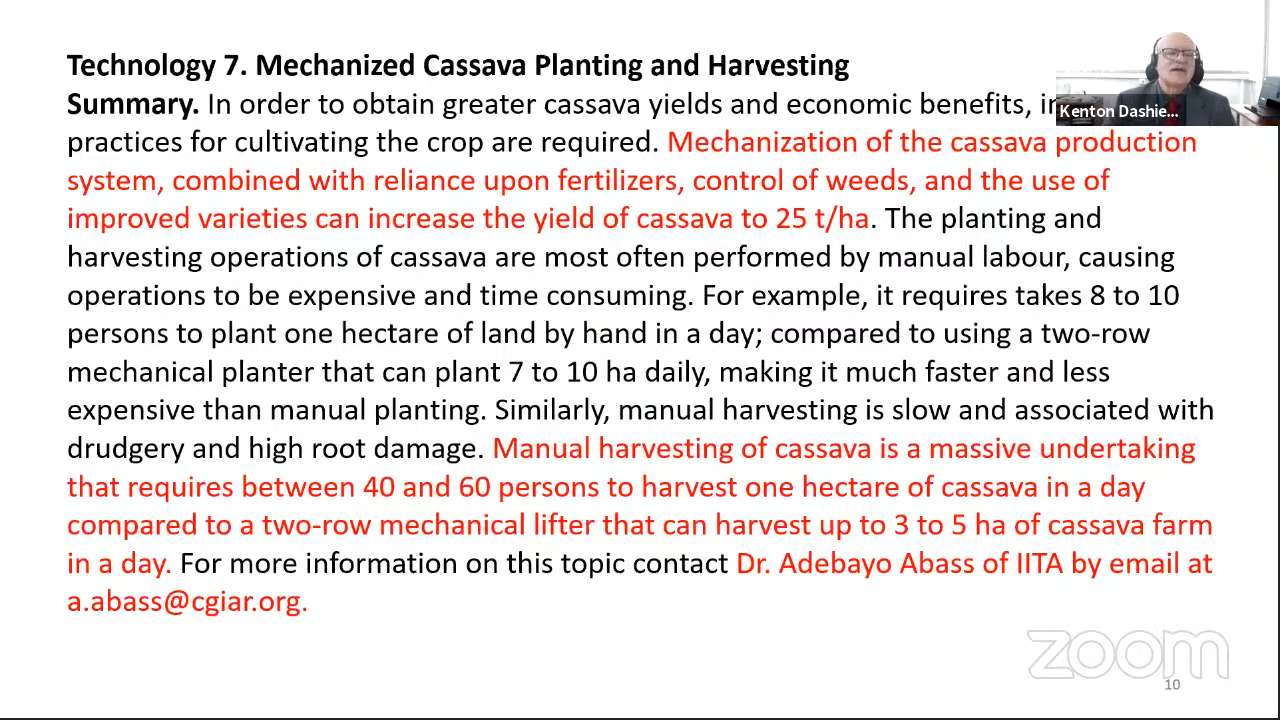 Technology 7. Mechanized Cassava Planting and Harvesting
Summary. In order to obtain greater cassava yields and economic benefits,
practices for cultivating the crop are required. Mechanization of the cassava production
system, combined with reliance upon fertilizers, control of weeds, and the use of
improved varieties can increase the yield of cassava to 25 t/ha. The planting and
harvesting operations of cassava are most often performed by manual labour, causing
operations to be expensive and time consuming. For example, it requires takes 8 to 10
persons to plant one hectare of land by hand in a day; compared to using a two-row
mechanical planter that can plant 7 to 10 ha daily, making it much faster and less
expensive than manual planting. Similarly, manual harvesting is slow and associated with
drudgery and high root damage. Manual harvesting of cassava is a massive undertaking
that requires between 40 and 60 persons to harvest one hectare of cassava in a day
compared to a two-row mechanical lifter that can harvest up to 3 to 5 ha of cassava farm
in a day. For more information on this topic contact Dr. Adebayo Abass of IITA by email at
a.abass@cgiar.org.
Kenton Dashie...
zoom
10